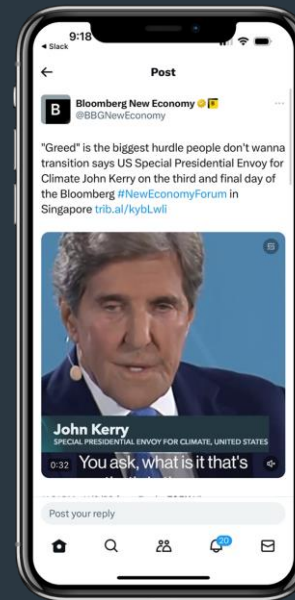 9:18
Slack
Post
B
Bloomberg New Economy
@BBGNewEconomy
"Greed" is the biggest hurdle people don't wanna
transition says US Special Presidential Envoy for
Climate John Kerry on the third and final day of
the Bloomberg #NewEconomyForum in
Singapore trib.al/kybLwli
John Kerry
SPECIAL PRESIDENTIAL ENVOY FOR CLIMATE, UNITED STATES
0:32
You ask, what is it that's
Post your reply
20